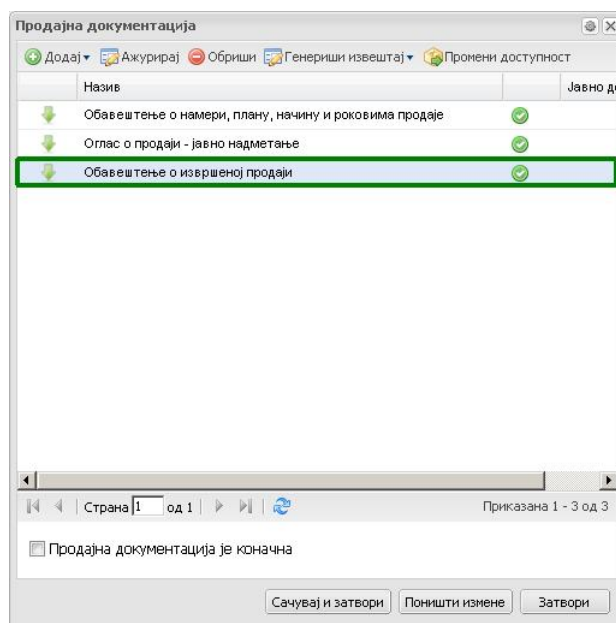 Продајна документација
Додај Ажурирај Обриши Генериши извештај Промени доступност
Назив Јавно до
Обавештење о намери, плану, начину и роковима продаје
Оглас о продаји - јавно надметање
Обавештење о извршеној продаји
Страна 1 од 1 Приказана 1 - 3 од 3
Продајна документација је коначна
Сачувај и затвори Поништи измене Затвори